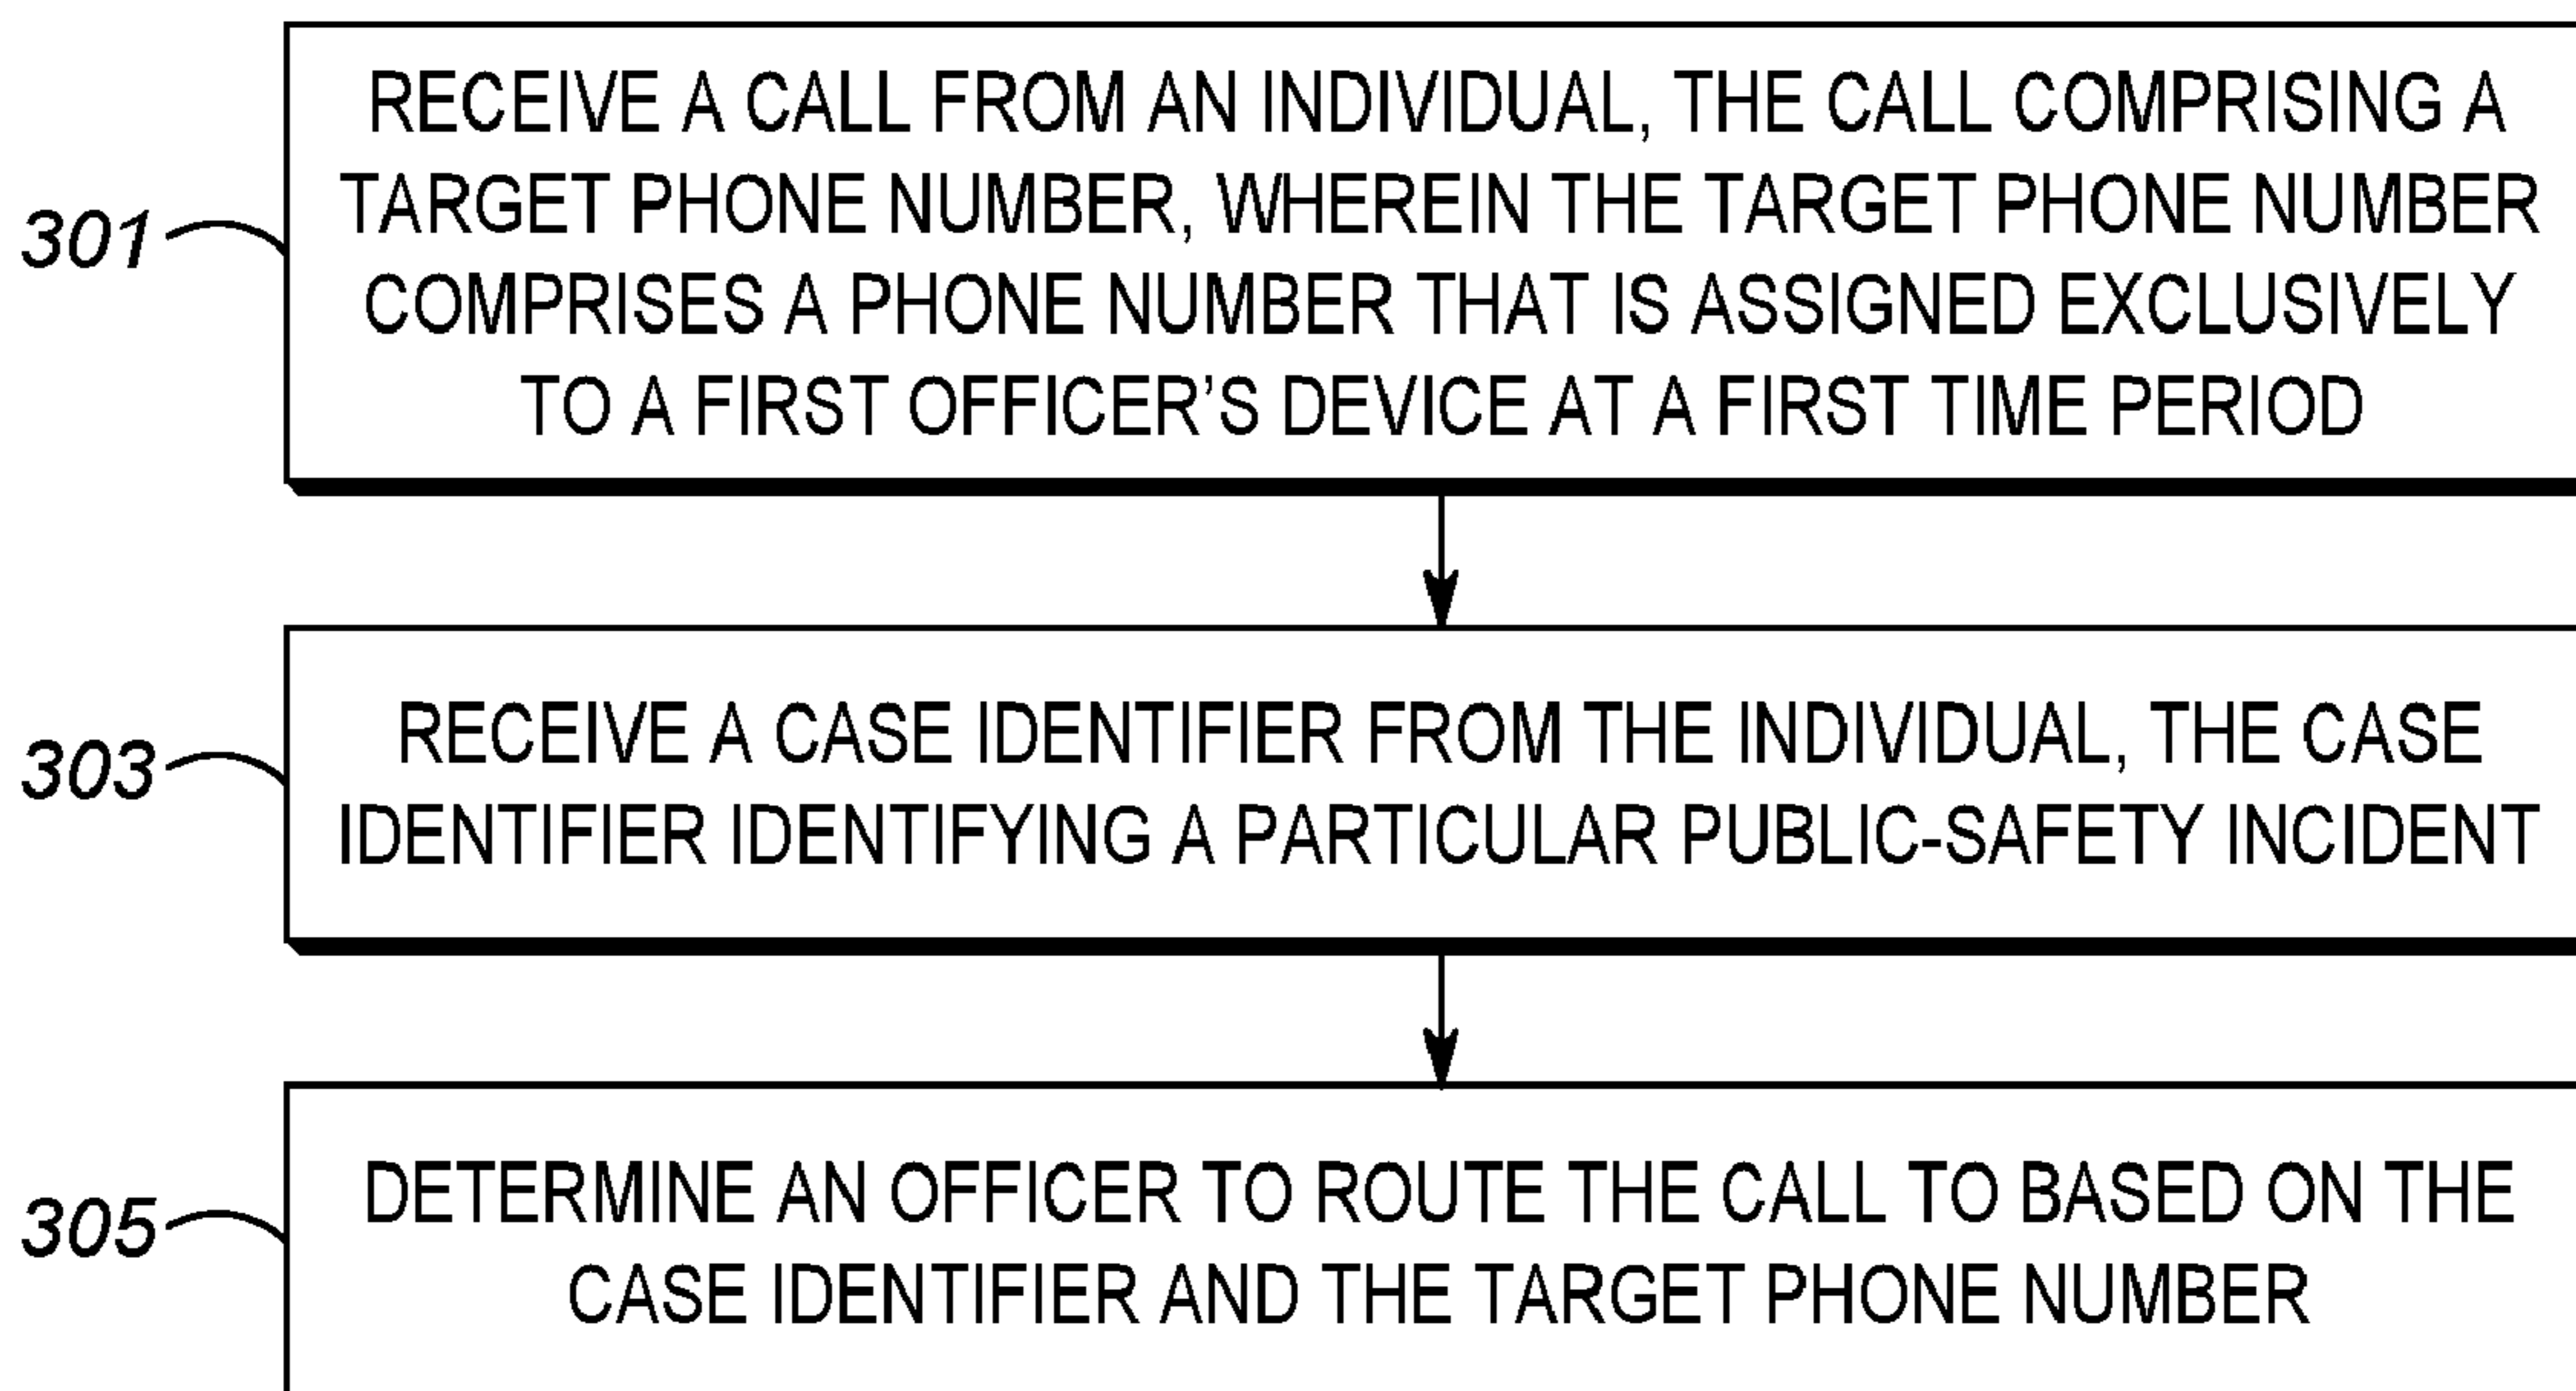 RECEIVE A CALL FROM AN INDIVIDUAL, THE CALL COMPRISING A
TARGET PHONE NUMBER, WHEREIN THE TARGET PHONE NUMBER
301
COMPRISES A PHONE NUMBER THAT IS ASSIGNED EXCLUSIVELY
TO A FIRST OFFICER'S DEVICE AT A FIRST TIME PERIOD
303
RECEIVE A CASE IDENTIFIER FROM THE INDIVIDUAL, THE CASE
IDENTIFIER IDENTIFYING A PARTICULAR PUBLIC-SAFETY INCIDENT
305
DETERMINE AN OFFICER TO ROUTE THE CALL TO BASED ON THE
CASE IDENTIFIER AND THE TARGET PHONE NUMBER